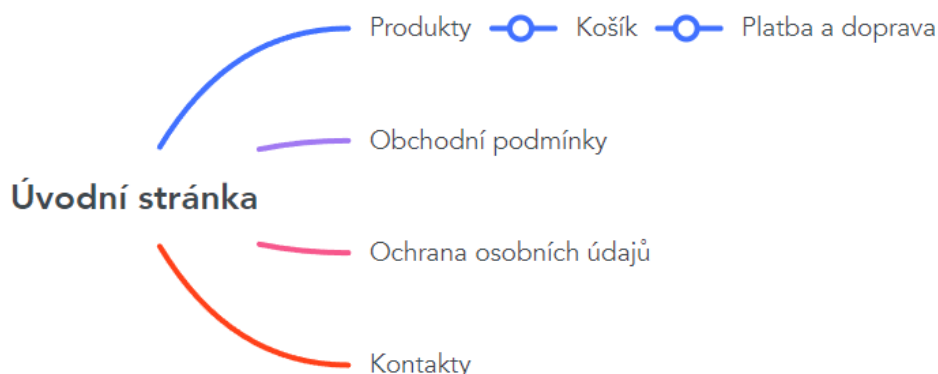 Produkty Košík Platba a doprava
Obchodní podmínky
Úvodní stránka
Ochrana osobních údajů
Kontakty